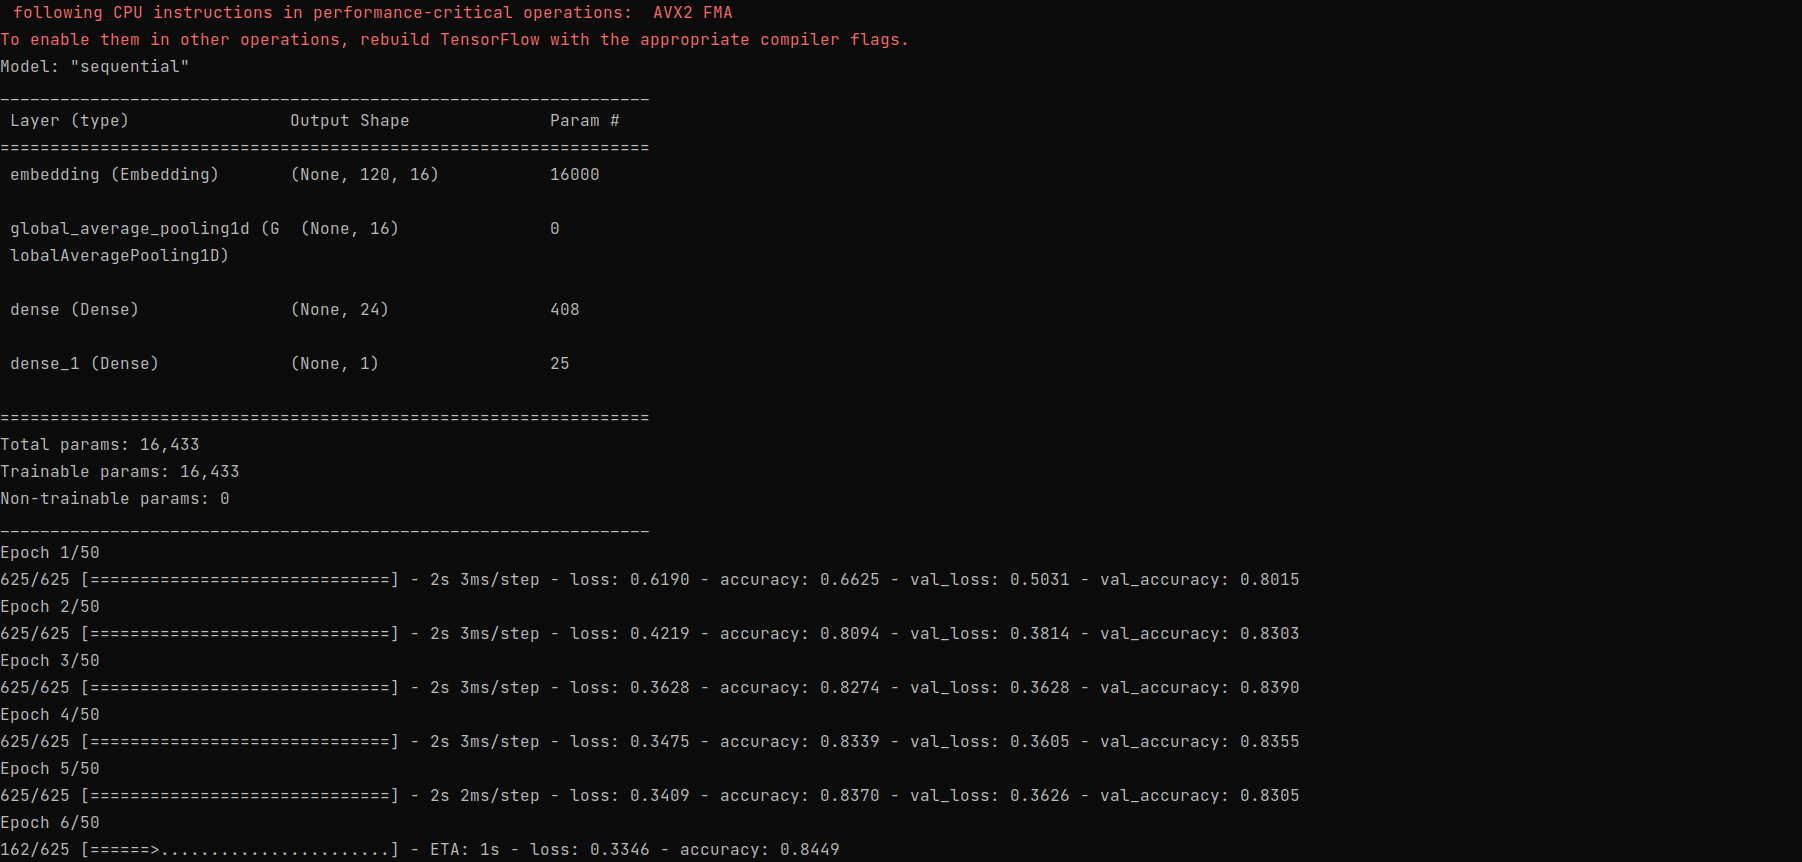 following CPU instructions in performance-critical operations:  AVX2 FMA
To enable them in other operations, rebuild TensorFlow with the appropriate compiler flags.
Model: "sequential"
_________________________________________________________________
 Layer (type)                Output Shape              Param #
=================================================================
 embedding (Embedding)       (None, 120, 16)           16000
 global_average_pooling1d (G  (None, 16)               0
 lobalAveragePooling1D)
 dense (Dense)               (None, 24)                408
 dense_1 (Dense)             (None, 1)                 25
=================================================================
Total params: 16,433
Trainable params: 16,433
Non-trainable params: 0
_________________________________________________________________
Epoch 1/50
625/625 [==============================] - 2s 3ms/step - loss: 0.6190 - accuracy: 0.6625 - val_loss: 0.5031 - val_accuracy: 0.8015
Epoch 2/50
625/625 [==============================] - 2s 3ms/step - loss: 0.4219 - accuracy: 0.8094 - val_loss: 0.3814 - val_accuracy: 0.8303
Epoch 3/50
625/625 [==============================] - 2s 3ms/step - loss: 0.3628 - accuracy: 0.8274 - val_loss: 0.3628 - val_accuracy: 0.8390
Epoch 4/50
625/625 [==============================] - 2s 3ms/step - loss: 0.3475 - accuracy: 0.8339 - val_loss: 0.3605 - val_accuracy: 0.8355
Epoch 5/50
625/625 [==============================] - 2s 2ms/step - loss: 0.3409 - accuracy: 0.8370 - val_loss: 0.3626 - val_accuracy: 0.8305
Epoch 6/50
162/625 [======>.......................] - ETA: 1s - loss: 0.3346 - accuracy: 0.8449